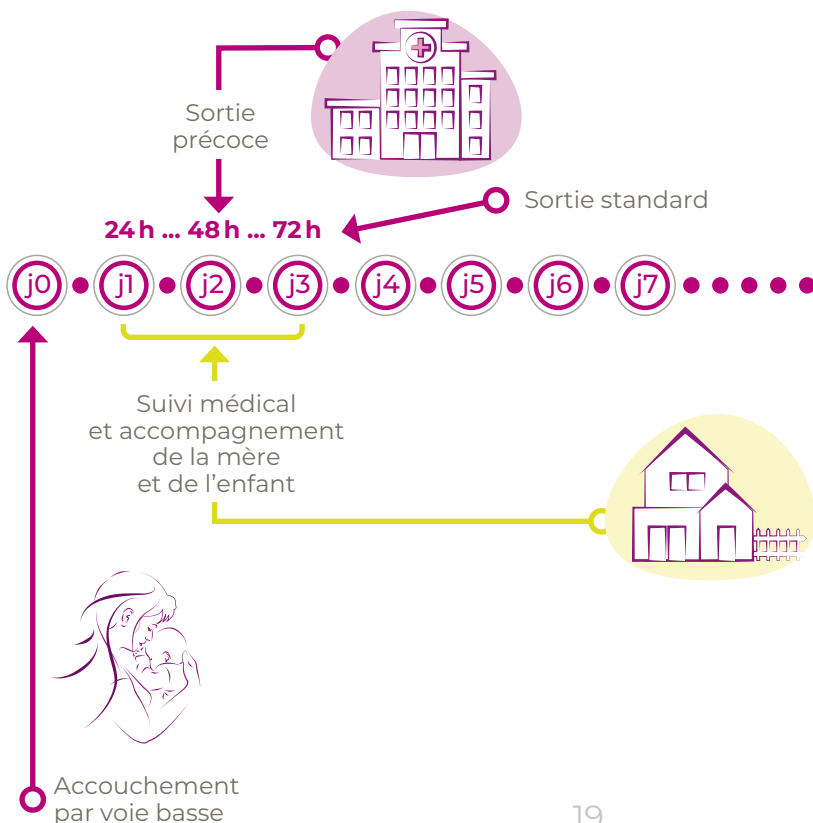 Sortie
précoce
Sortie standard
24 h ... 48 h ... 72 h
j0 j1 j2 j3 j4 j5 j6 j7
Suivi médical
et accompagnement
de la mère
et de l'enfant
Accouchement
par voie basse
19